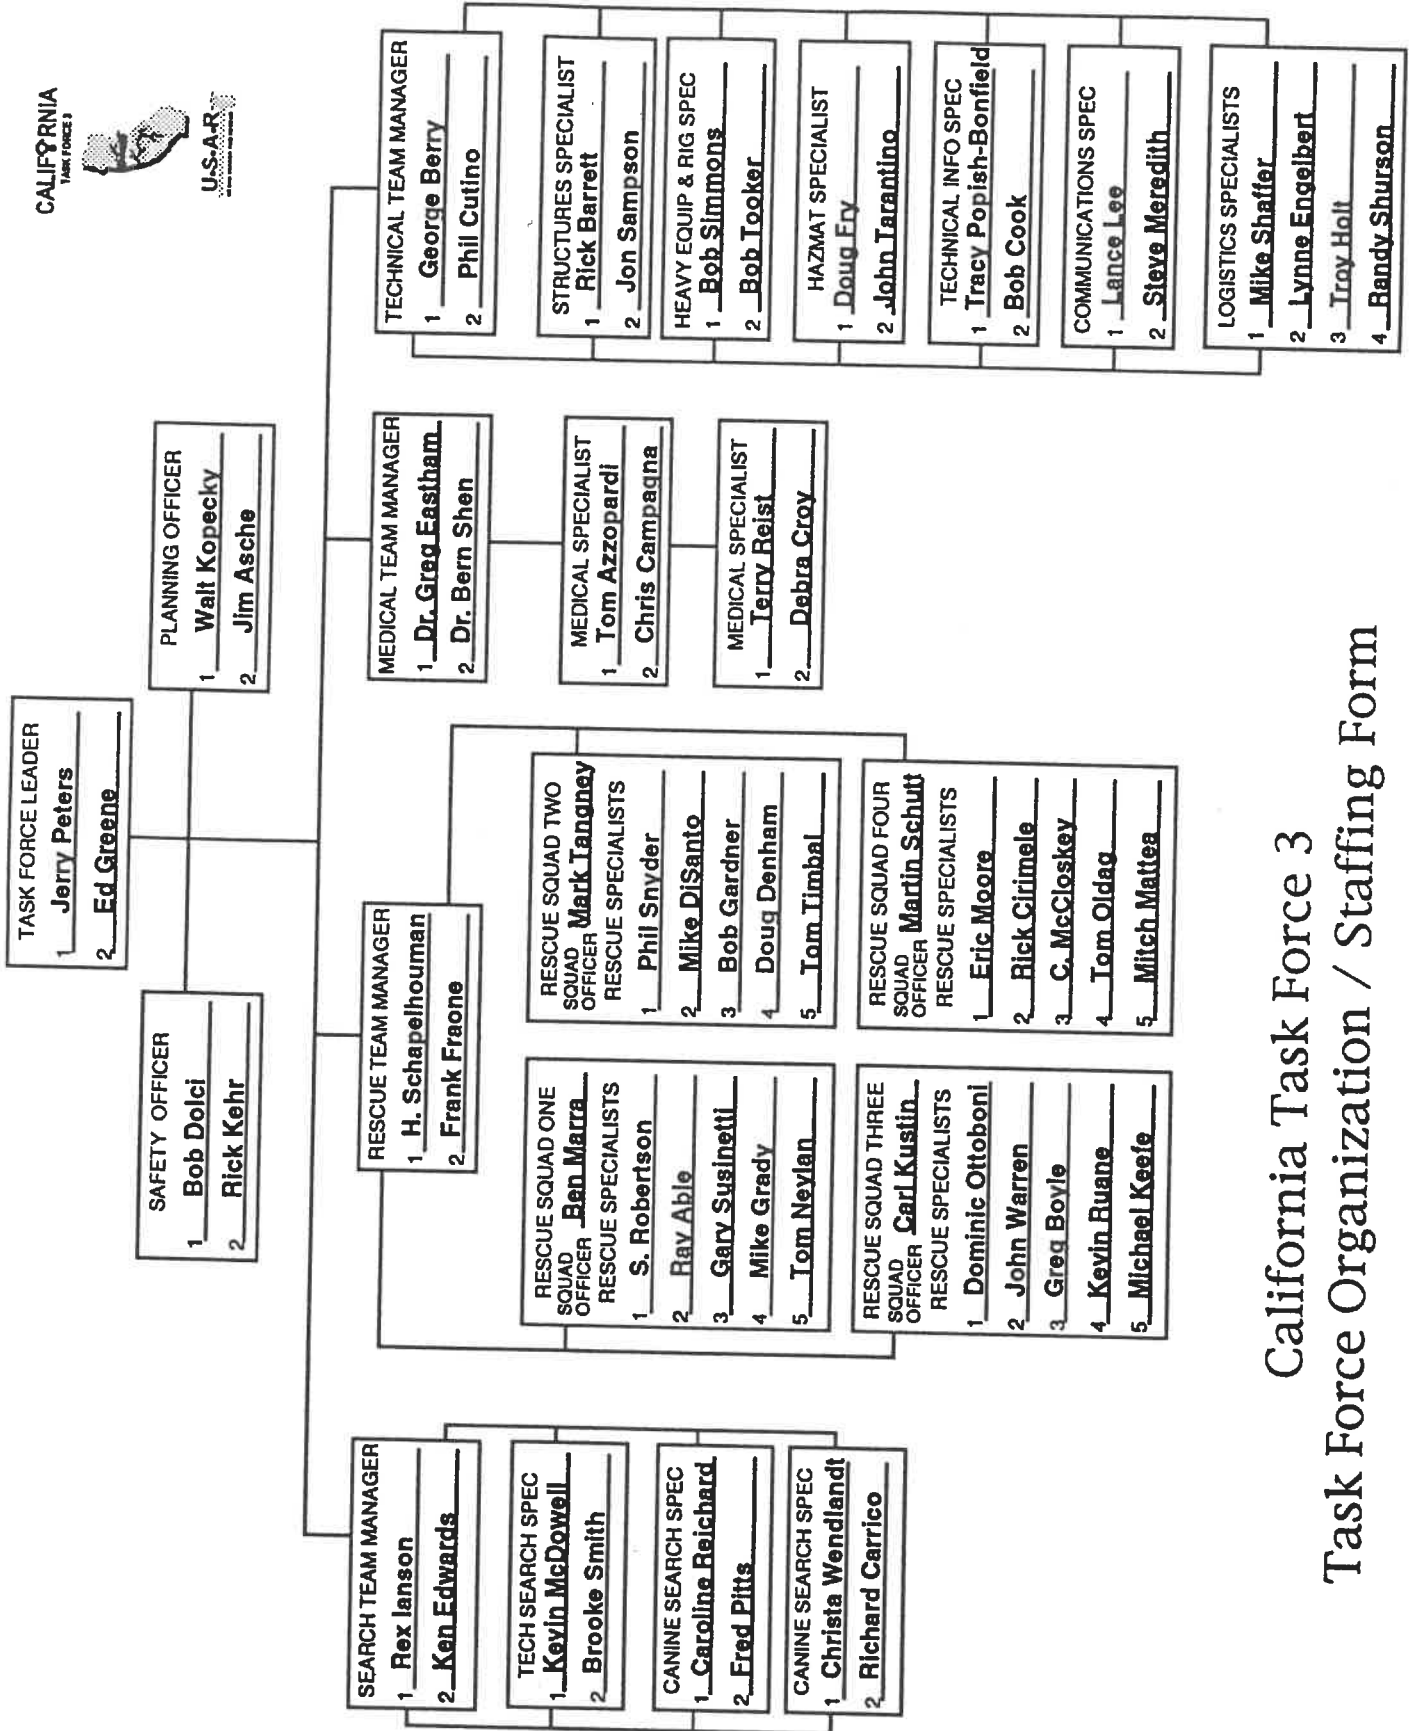 CALIFORNIA
TASK FORCE 3
U.S.A.R.
TASK FORCE LEADER
1 Jerry Peters
2 Ed Greene
SAFETY OFFICER
1 Bob Dolci
2 Rick Kehr
PLANNING OFFICER
1 Walt Kopecky
2 Jim Asche
SEARCH TEAM MANAGER
1 Rex Ianson
2 Ken Edwards
TECH SEARCH SPEC
1 Kevin McDowell
2 Brooke Smith
CANINE SEARCH SPEC
1 Caroline Reichard
2 Fred Pitts
CANINE SEARCH SPEC
1 Christa Wendlandt
2 Richard Carrico
RESCUE TEAM MANAGER
1 H. Schapelhouman
2 Frank Fraone
RESCUE SQUAD ONE
SQUAD
OFFICER Ben Marra
RESCUE SPECIALISTS
1 S. Robertson
2 Ray Able
3 Gary Susinetti
4 Mike Grady
5 Tom Neylan
RESCUE SQUAD TWO
SQUAD
OFFICER Mark Tangney
RESCUE SPECIALISTS
1 Phil Snyder
2 Mike DiSanto
3 Bob Gardner
4 Doug Denham
5 Tom Timbal
RESCUE SQUAD THREE
SQUAD
OFFICER Carl Kustin
RESCUE SPECIALISTS
1 Dominic Ottoboni
2 John Warren
3 Greg Boyle
4 Kevin Ruane
5 Michael Keefe
RESCUE SQUAD FOUR
SQUAD
OFFICER Martin Schutt
RESCUE SPECIALISTS
1 Eric Moore
2 Rick Cirimele
3 C. McCloskey
4 Tom Oldag
5 Mitch Mattea
MEDICAL TEAM MANAGER
1 Dr. Greg Eastham
2 Dr. Bern Shen
MEDICAL SPECIALIST
1 Tom Azzopardi
2 Chris Campagna
MEDICAL SPECIALIST
1 Terry Reist
2 Debra Croy
TECHNICAL TEAM MANAGER
1 George Berry
2 Phil Cutino
STRUCTURES SPECIALIST
1 Rick Barrett
2 Jon Sampson
HEAVY EQUIP & RIG SPEC
1 Bob Simmons
2 Bob Tooker
HAZMAT SPECIALIST
1 Doug Fry
2 John Tarantino
TECHNICAL INFO SPEC
1 Tracy Popish-Bonfield
2 Bob Cook
COMMUNICATIONS SPEC
1 Lance Lee
2 Steve Meredith
LOGISTICS SPECIALISTS
1 Mike Shaffer
2 Lynne Engelbert
3 Troy Holt
4 Randy Shurson
California Task Force 3
Task Force Organization / Staffing Form